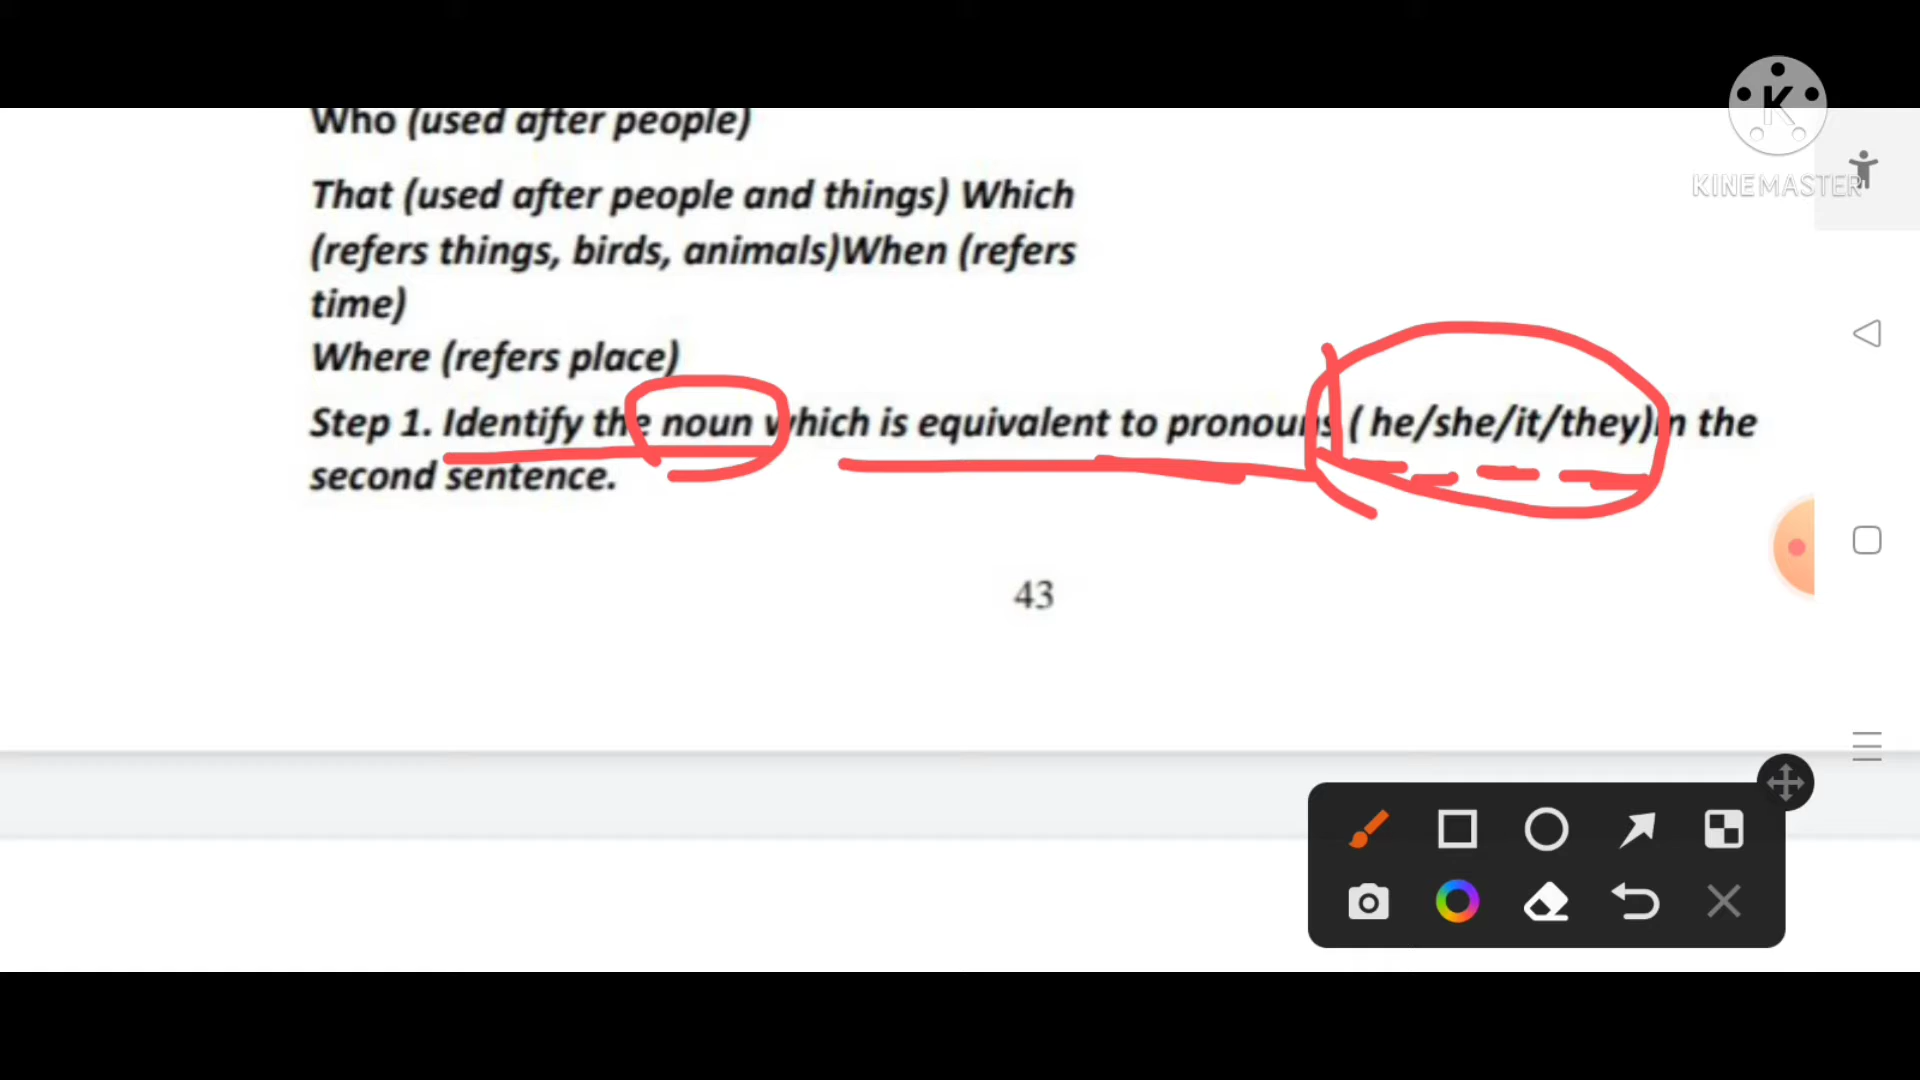 Who (used after people)
KINEMASTER
That (used after people and things) Which
(refers things, birds, animals)When (refers
time)
Where (refers place)
Step 1. Identify the noun which is equivalent to pronouns ( he/she/it/they)in the
second sentence.
43